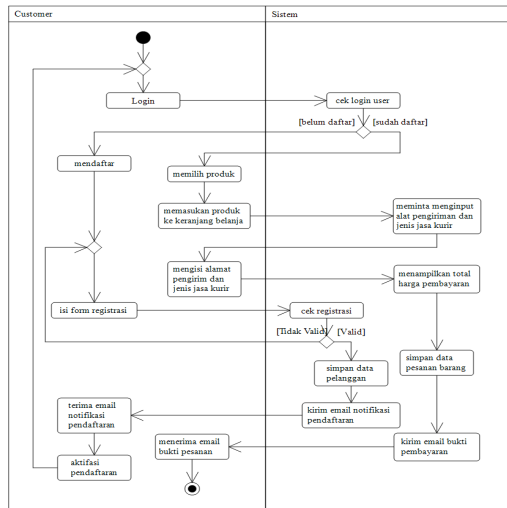 Customer
Sistem
Login
cek login user
[belum daftar]
[sudah daftar]
mendaftar
memilih produk
memasukan produk
ke keranjang belanja
meminta menginput
alat pengiriman dan
jenis jasa kurir
mengisi alamat
pengirim dan
jenis jasa kurir
menampilkan total
harga pembayaran
isi form registrasi
cek registrasi
[Tidak Valid]
[Valid]
simpan data
pelanggan
simpan data
pesanan barang
terima email
notifikasi
pendaftaran
kirim email notifikasi
pendaftaran
menerima email
bukti pesanan
kirim email bukti
pembayaran
aktifasi
pendaftaran